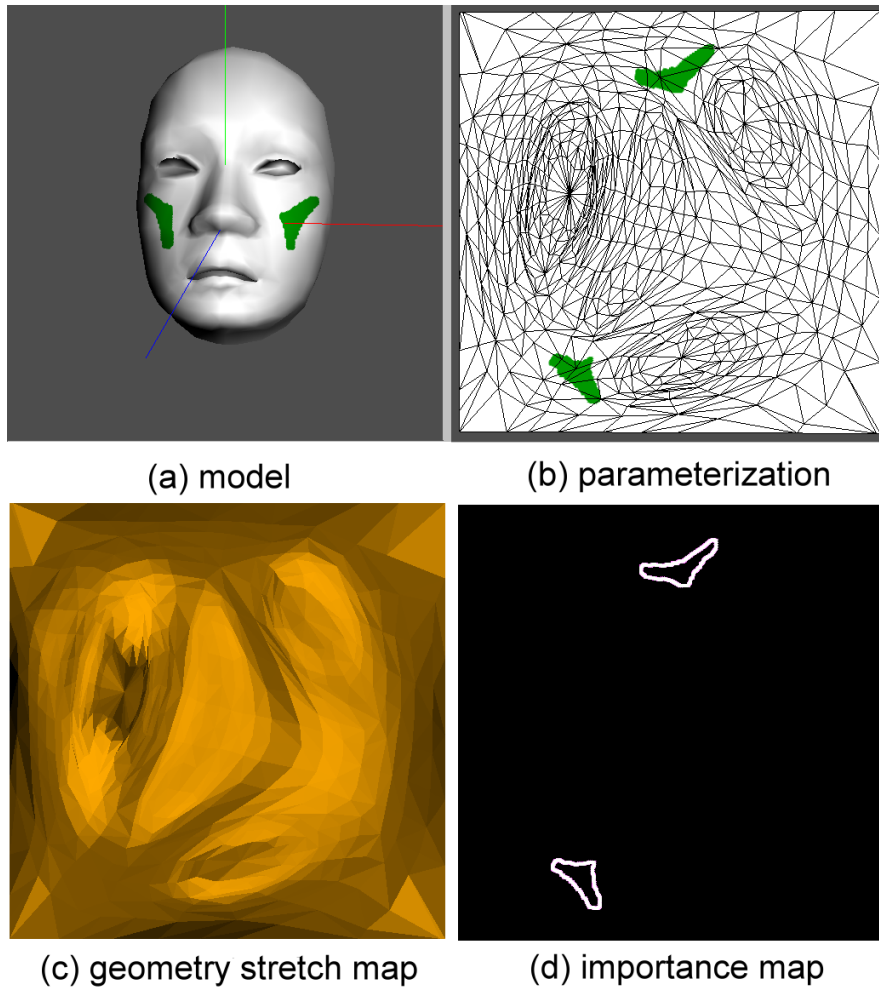 (a) model
(b) parameterization
(c) geometry stretch map
(d) importance map